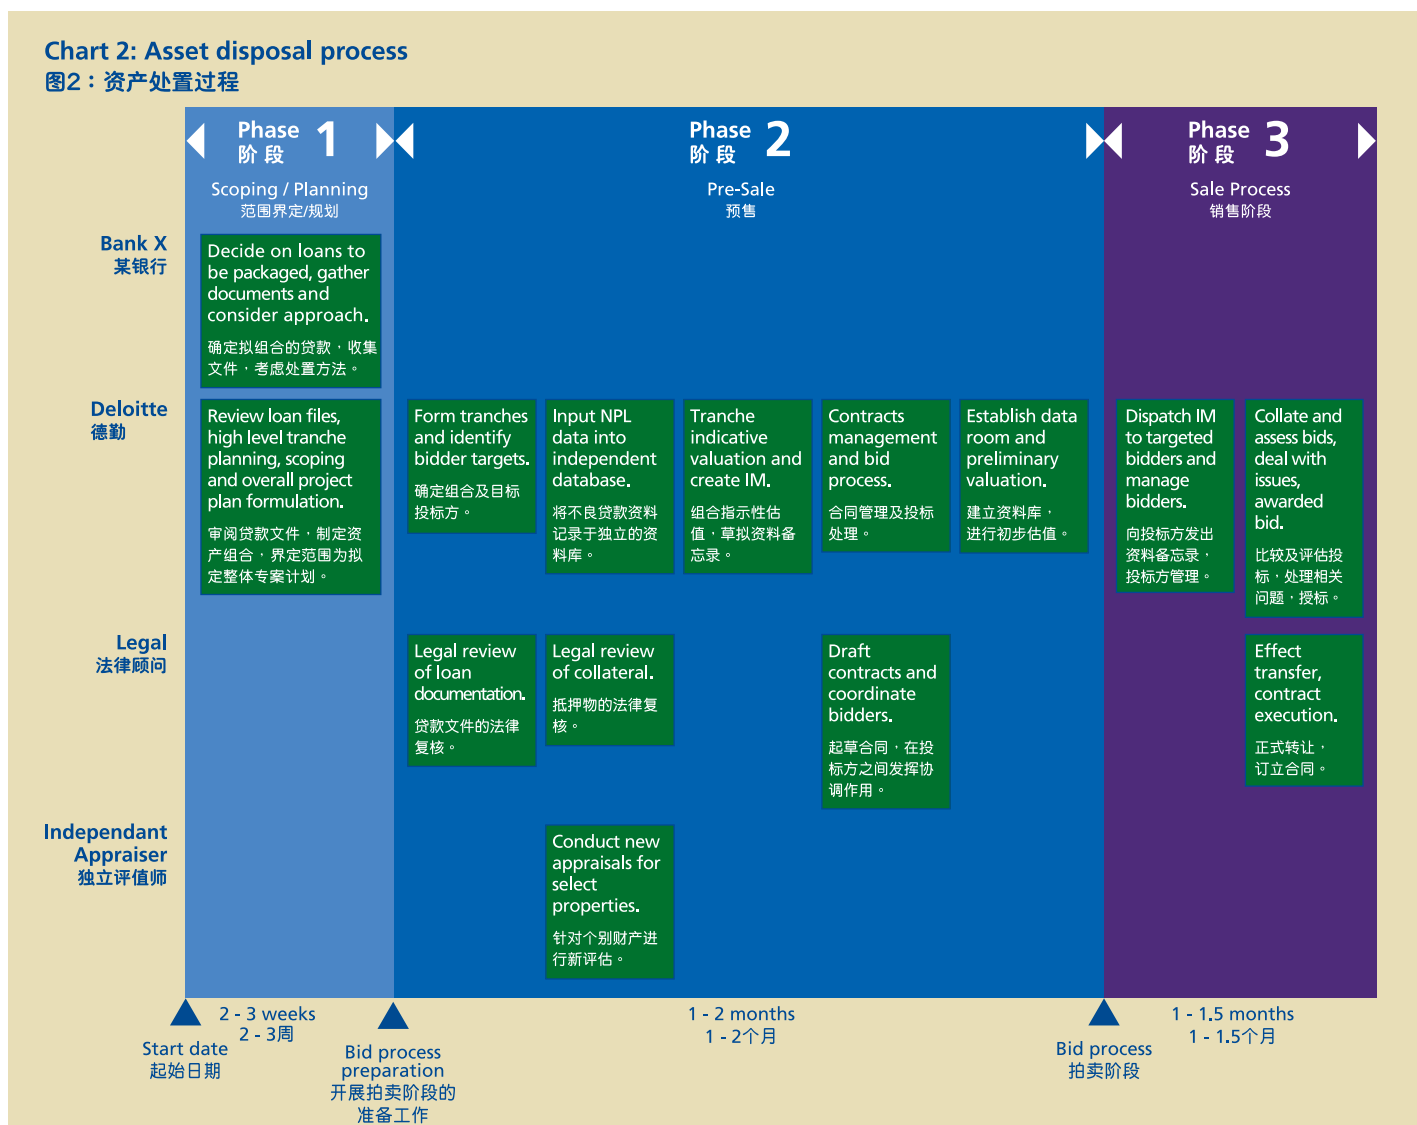 Chart 2: Asset disposal process
图2：资产处置过程
Phase 1
阶 段
Scoping / Planning
范围界定/规划
Phase 2
阶 段
Pre-Sale
预售
Phase 3
阶 段
Sale Process
销售阶段
Bank X
某银行
Decide on loans to
be packaged, gather
documents and
consider approach.
确定拟组合的贷款，收集
文件，考虑处置方法。
Deloitte
德勤
Review loan files,
high level tranche
planning, scoping
and overall project
plan formulation.
审阅贷款文件，制定资
产组合，界定范围为拟
定整体专案计划。
Form tranches
and identify
bidder targets.
确定组合及目标
投标方。
Input NPL
data into
independent
database.
将不良贷款资料
记录于独立的资
料库。
Tranche
indicative
valuation and
create IM.
组合指示性估
值，草拟资料备
忘录。
Contracts
management
and bid
process.
合同管理及投标
处理。
Establish data
room and
preliminary
valuation.
建立资料库，
进行初步估值。
Dispatch IM
to targeted
bidders and
manage
bidders.
向投标方发出
资料备忘录，
投标方管理。
Collate and
assess bids,
deal with
issues,
awarded
bid.
比较及评估投
标，处理相关
问题，授标。
Legal
法律顾问
Legal review
of loan
documentation.
贷款文件的法律
复核。
Legal review
of collateral.
抵押物的法律复
核。
Draft
contracts and
coordinate
bidders.
起草合同，在投
标方之间发挥协
调作用。
Effect
transfer,
contract
execution.
正式转让，
订立合同。
Independant
Appraiser
独立评值师
Conduct new
appraisals for
select
properties.
针对个别财产进
行新评估。
2 - 3 weeks
2 - 3周
1 - 2 months
1 - 2个月
1 - 1.5 months
1 - 1.5个月
Start date
起始日期
Bid process
preparation
开展拍卖阶段的
准备工作
Bid process
拍卖阶段